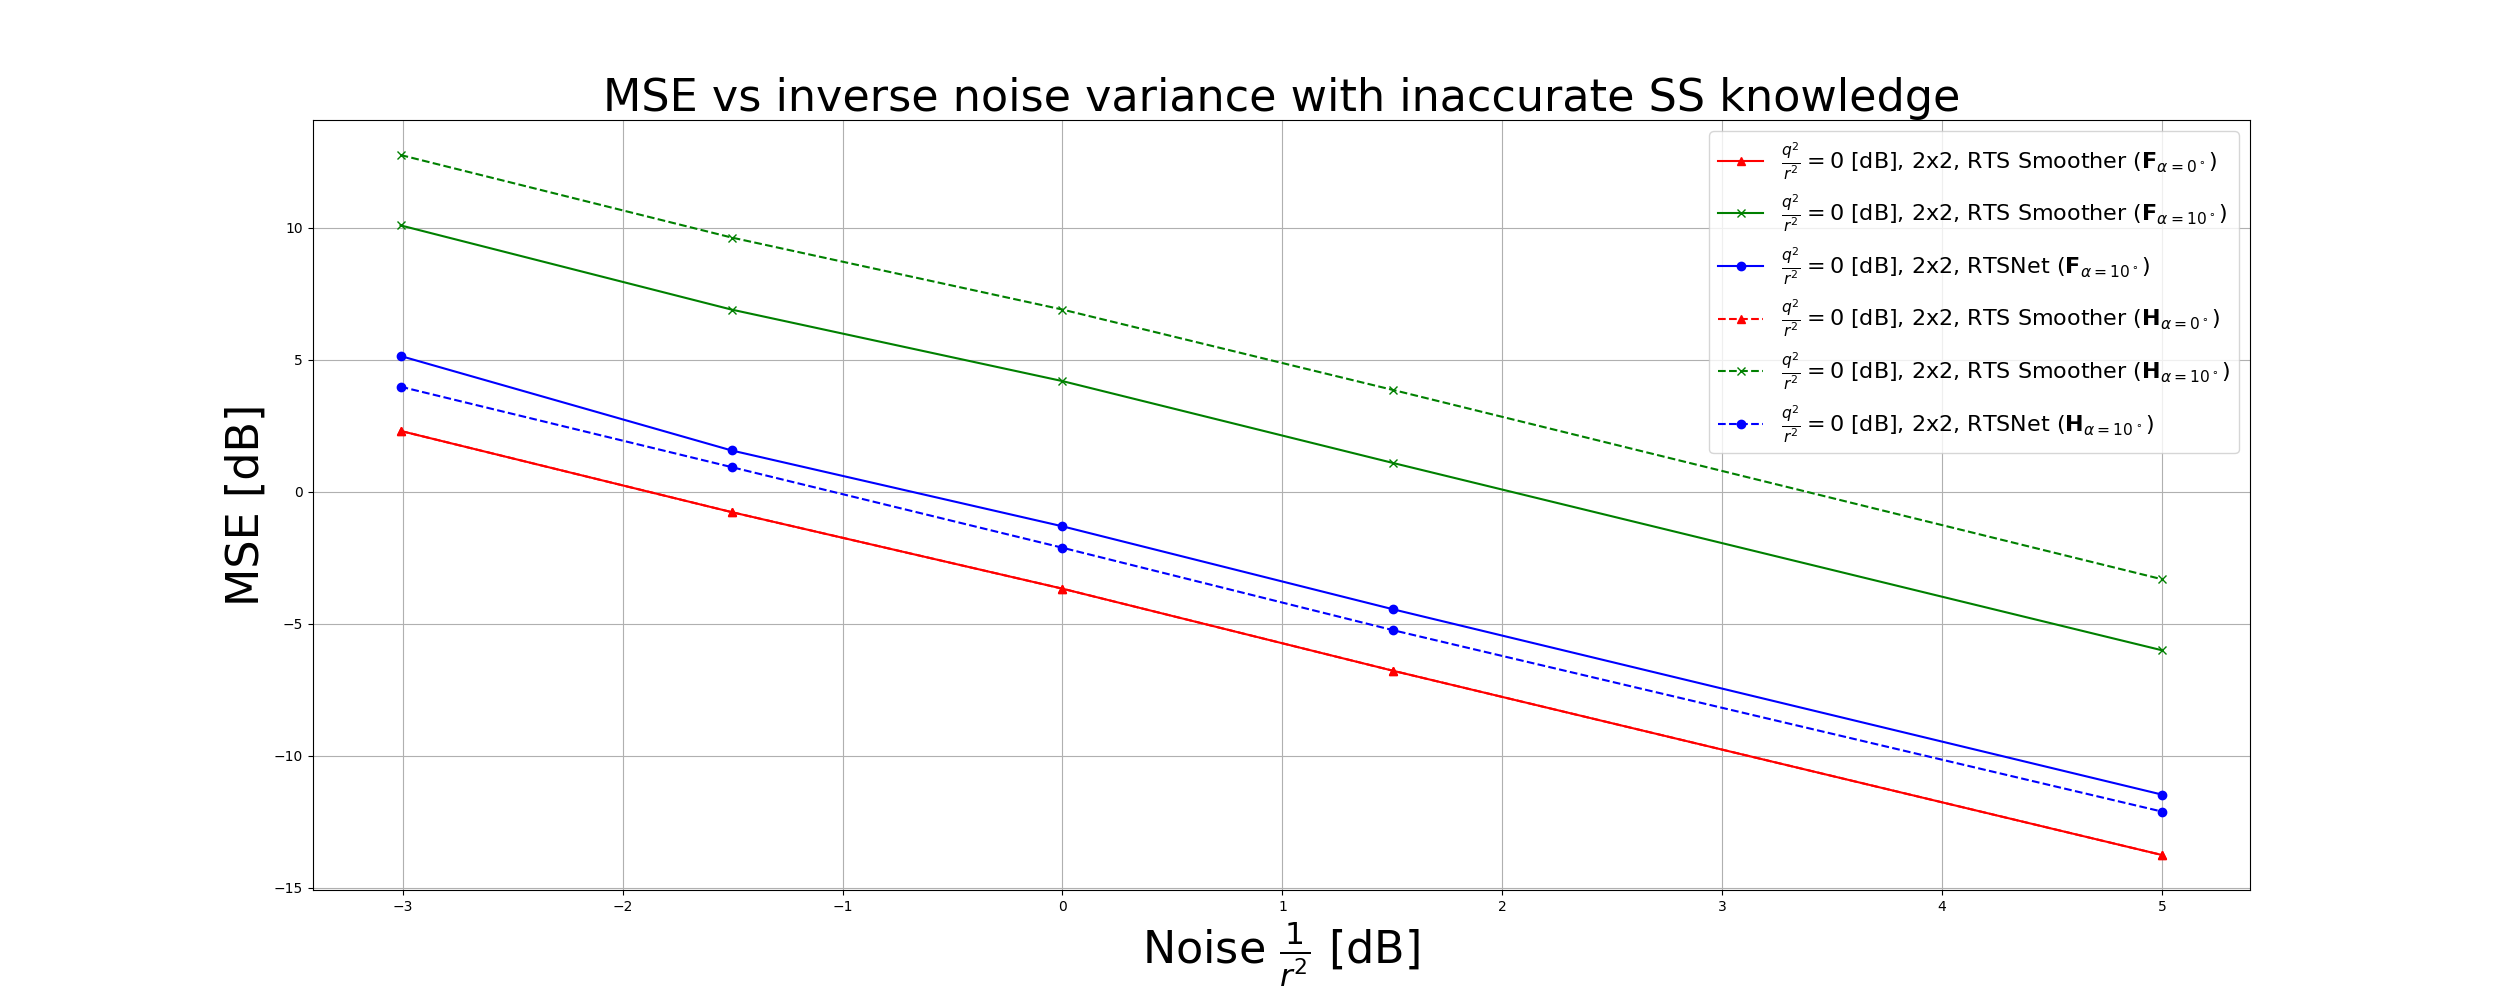 MSE vs inverse noise variance with inaccurate SS knowledge
q²/r² = 0 [dB], 2x2, RTS Smoother (F_α=0°)
q²/r² = 0 [dB], 2x2, RTS Smoother (F_α=10°)
q²/r² = 0 [dB], 2x2, RTSNet (F_α=10°)
q²/r² = 0 [dB], 2x2, RTS Smoother (H_α=0°)
q²/r² = 0 [dB], 2x2, RTS Smoother (H_α=10°)
q²/r² = 0 [dB], 2x2, RTSNet (H_α=10°)
MSE [dB]
10
5
0
−5
−10
−15
−3 −2 −1 0 1 2 3 4 5
Noise 1/r² [dB]